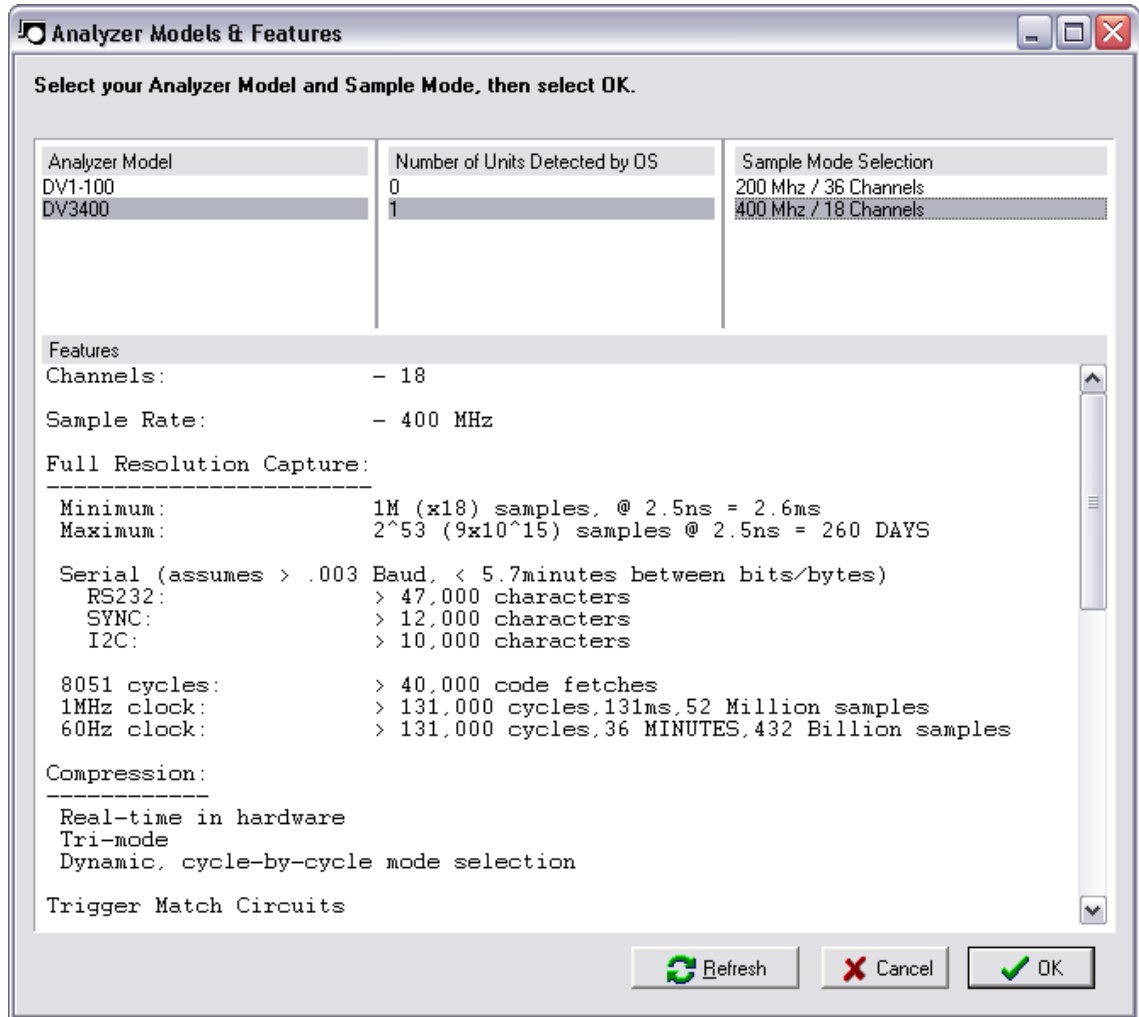 Analyzer Models & Features
Select your Analyzer Model and Sample Mode, then select OK.
Analyzer Model Number of Units Detected by OS Sample Mode Selection
DV1-100 0 200 Mhz / 36 Channels
DV3400 1 400 Mhz / 18 Channels
Features
Channels: - 18
Sample Rate: - 400 MHz
Full Resolution Capture:
------------------------
Minimum: 1M (x18) samples, @ 2.5ns = 2.6ms
Maximum: 2^53 (9x10^15) samples @ 2.5ns = 260 DAYS
Serial (assumes > .003 Baud, < 5.7minutes between bits/bytes)
RS232: > 47,000 characters
SYNC: > 12,000 characters
I2C: > 10,000 characters
8051 cycles: > 40,000 code fetches
1MHz clock: > 131,000 cycles,131ms,52 Million samples
60Hz clock: > 131,000 cycles,36 MINUTES,432 Billion samples
Compression:
------------
Real-time in hardware
Tri-mode
Dynamic, cycle-by-cycle mode selection
Trigger Match Circuits
Refresh Cancel OK